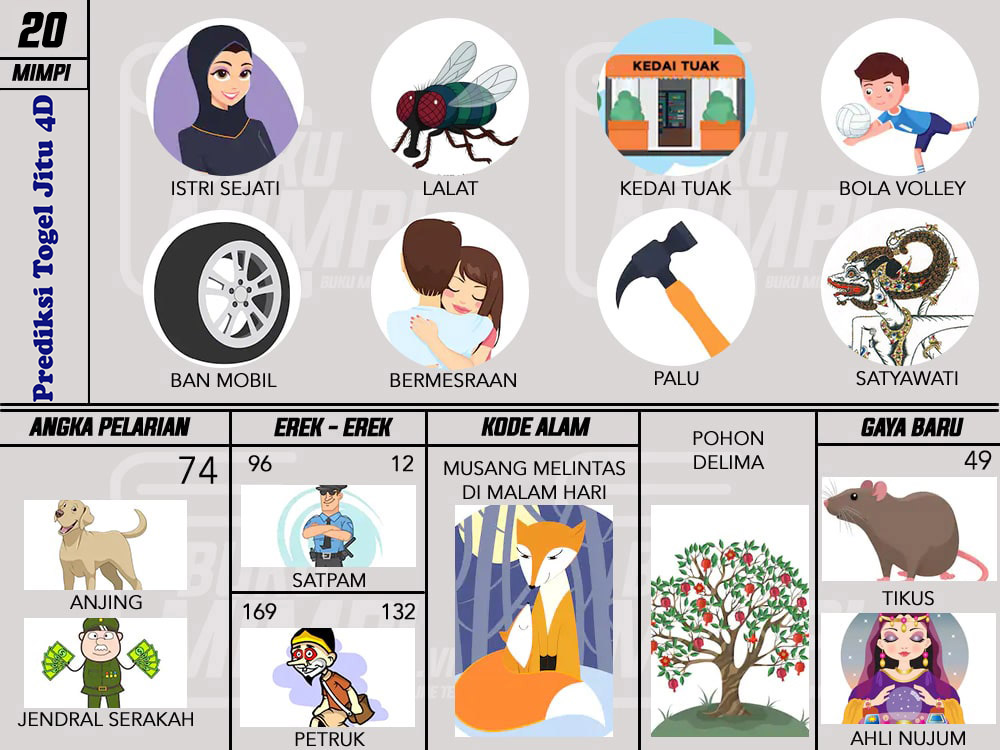 20
MIMPI
Prediksi Togel Jitu 4D
ISTRI SEJATI
LALAT
KEDAI TUAK
KEDAI TUAK
BOLA VOLLEY
BAN MOBIL
BERMESRAAN
PALU
SATYAWATI
ANGKA PELARIAN
74
ANJING
JENDRAL SERAKAH
EREK - EREK
96 12
SATPAM
169 132
PETRUK
KODE ALAM
MUSANG MELINTAS
DI MALAM HARI
POHON
DELIMA
GAYA BARU
49
TIKUS
AHLI NUJUM